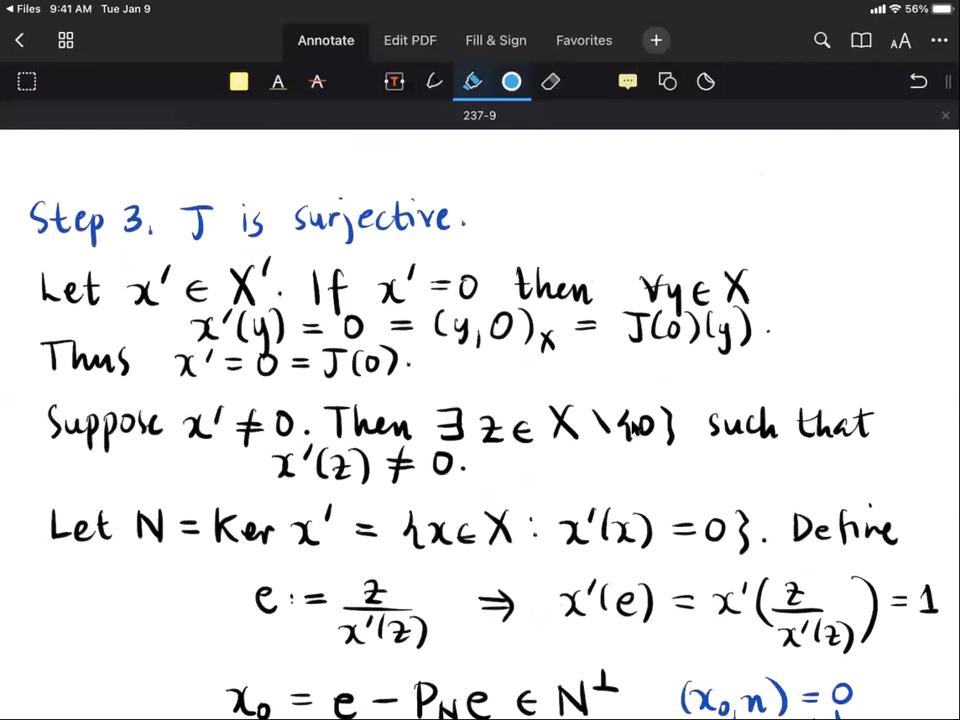 Files 9:41 AM Tue Jan 9 56%
Annotate Edit PDF Fill & Sign Favorites
237-9
Step 3. J is surjective.
Let x' ∈ X'. If x' = 0 then ∀y ∈ X
x'(y) = 0 = (y, 0)_X = J(0)(y).
Thus x' = 0 = J(0).
Suppose x' ≠ 0. Then ∃ z ∈ X \ {0} such that
x'(z) ≠ 0.
Let N = Ker x' = {x ∈ X : x'(x) = 0}. Define
e := z/x'(z) ⇒ x'(e) = x'(z/x'(z)) = 1
x₀ = e - P_N e ∈ N^⊥ (x₀, n) = 0